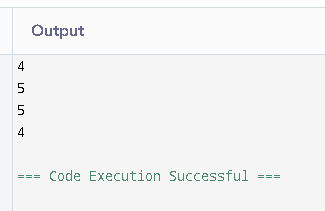 Output
4
5
5
4
=== Code Execution Successful ===